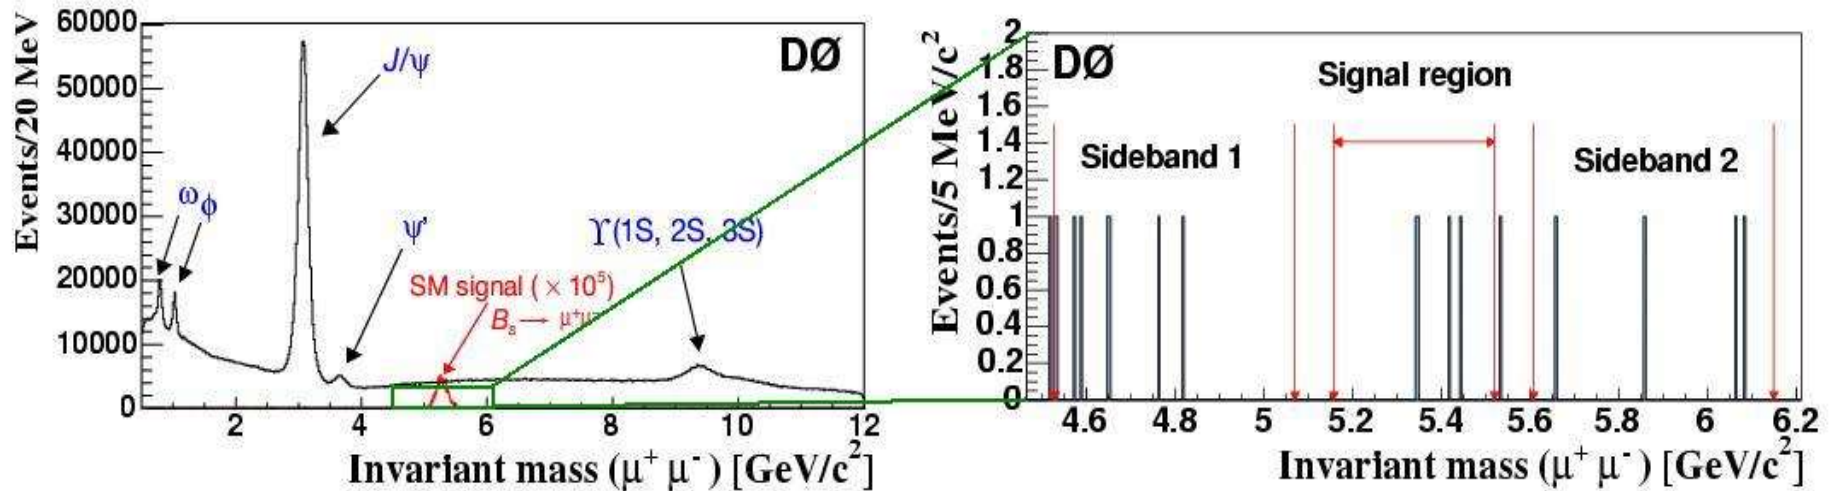 Events/20 MeV
60000
50000
40000
30000
20000
10000
0
DØ
J/ψ
ω ϕ
ψ'
ϒ(1S, 2S, 3S)
SM signal ( × 10⁵)
Bₛ → μ⁺μ⁻
2 4 6 8 10 12
Invariant mass (μ⁺ μ⁻) [GeV/c²]
Events/5 MeV/c²
2
1.8
1.6
1.4
1.2
1
0.8
0.6
0.4
0.2
0
DØ
Signal region
Sideband 1
Sideband 2
4.6 4.8 5 5.2 5.4 5.6 5.8 6 6.2
Invariant mass (μ⁺ μ⁻) [GeV/c²]